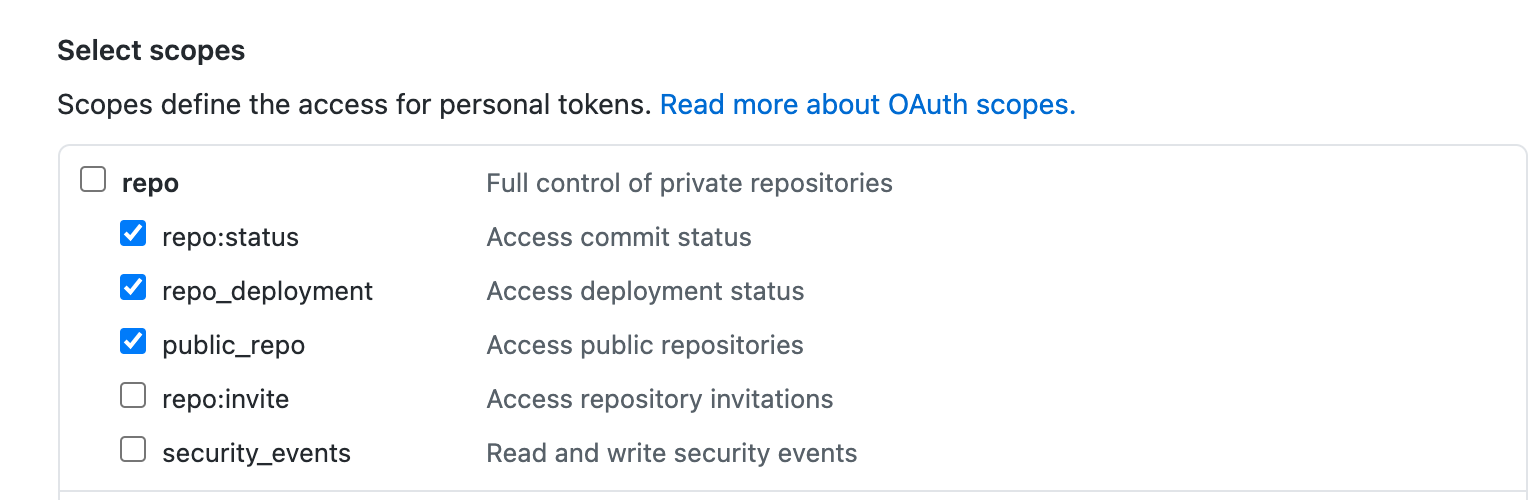 Select scopes
Scopes define the access for personal tokens. Read more about OAuth scopes.
repo Full control of private repositories
repo:status Access commit status
repo_deployment Access deployment status
public_repo Access public repositories
repo:invite Access repository invitations
security_events Read and write security events